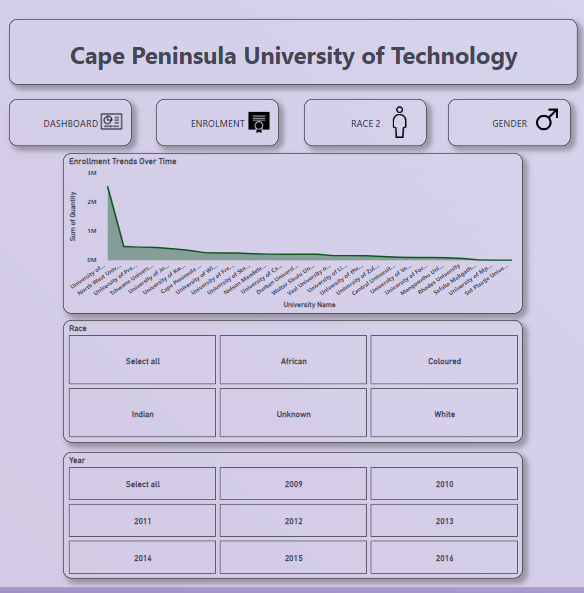 Cape Peninsula University of Technology
DASHBOARD
ENROLMENT
RACE 2
GENDER
Enrollment Trends Over Time
Sum of Quantity
3M
2M
1M
0M
University of...
North West Univ...
University of Pre...
Tshwane Univers...
University of Jo...
University of Kw...
Cape Peninsula ...
University of Wi...
University of Fre...
University of Ste...
Nelson Mandela...
University of Ca...
Durban Universi...
Walter Sisulu Un...
Vaal University o...
University of Li...
University of the...
University of Zul...
Central Universit...
University of Ve...
University of For...
Mangosuthu Uni...
Rhodes University
Sefako Makgath...
University of Mp...
Sol Plaatje Unive...
University Name
Race
Select all
African
Coloured
Indian
Unknown
White
Year
Select all
2009
2010
2011
2012
2013
2014
2015
2016